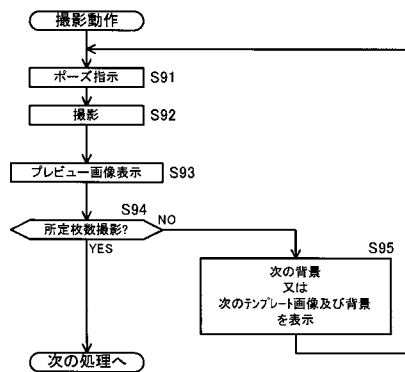 撮影動作
ポーズ指示 S91
撮影 S92
プレビュー画像表示 S93
S94
所定枚数撮影? NO
YES
S95
次の背景
又は
次のテンプレート画像及び背景
を表示
次の処理へ